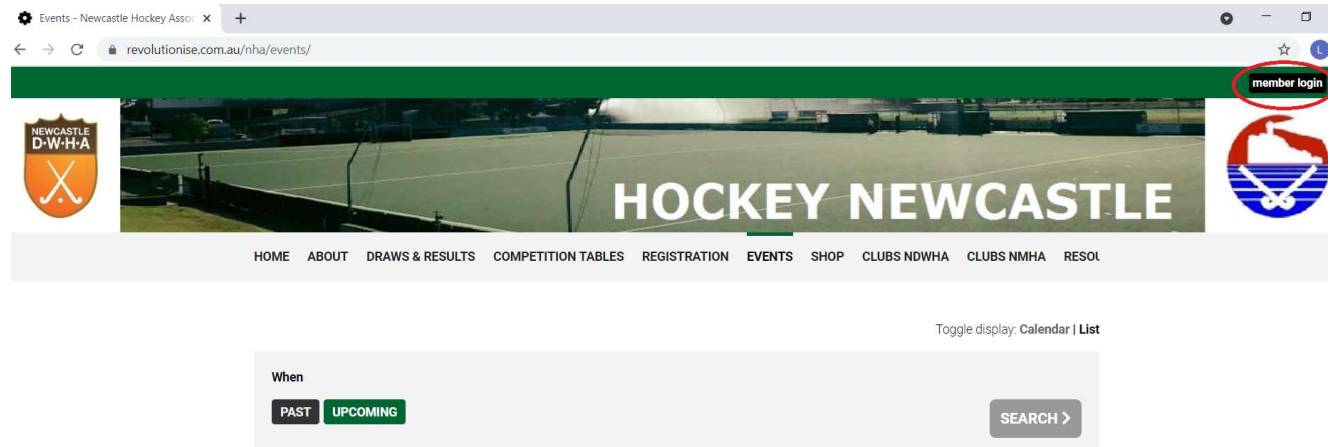 Events - Newcastle Hockey Assoc
revolutionise.com.au/nha/events/
L
member login
NEWCASTLE
D·W·H·A
HOCKEY NEWCASTLE
HOME ABOUT DRAWS & RESULTS COMPETITION TABLES REGISTRATION EVENTS SHOP CLUBS NDWHA CLUBS NMHA RESOU
Toggle display: Calendar | List
When
PAST UPCOMING
SEARCH >